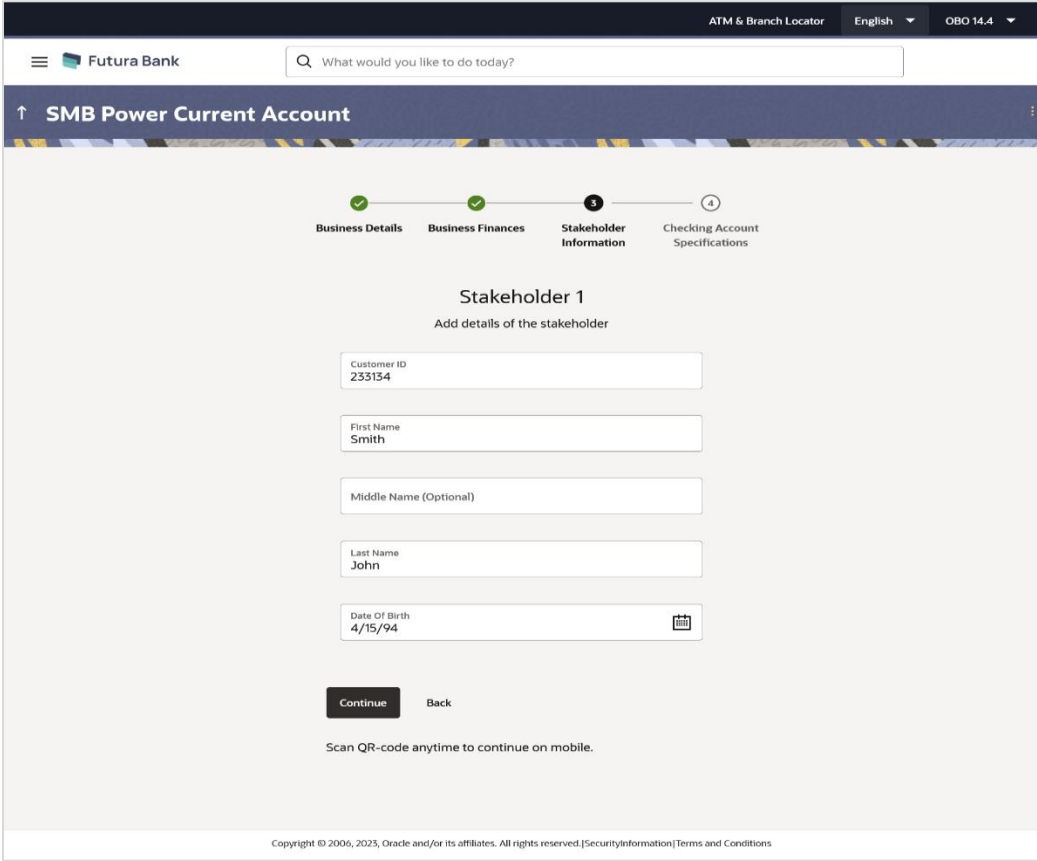 ATM & Branch Locator English OBO 14.4
Futura Bank What would you like to do today?
SMB Power Current Account
3 4
Business Details Business Finances Stakeholder Information Checking Account Specifications
Stakeholder 1
Add details of the stakeholder
Customer ID
233134
First Name
Smith
Middle Name (Optional)
Last Name
John
Date Of Birth
4/15/94
Continue Back
Scan QR-code anytime to continue on mobile.
Copyright © 2006, 2023, Oracle and/or its affiliates. All rights reserved.|SecurityInformation|Terms and Conditions